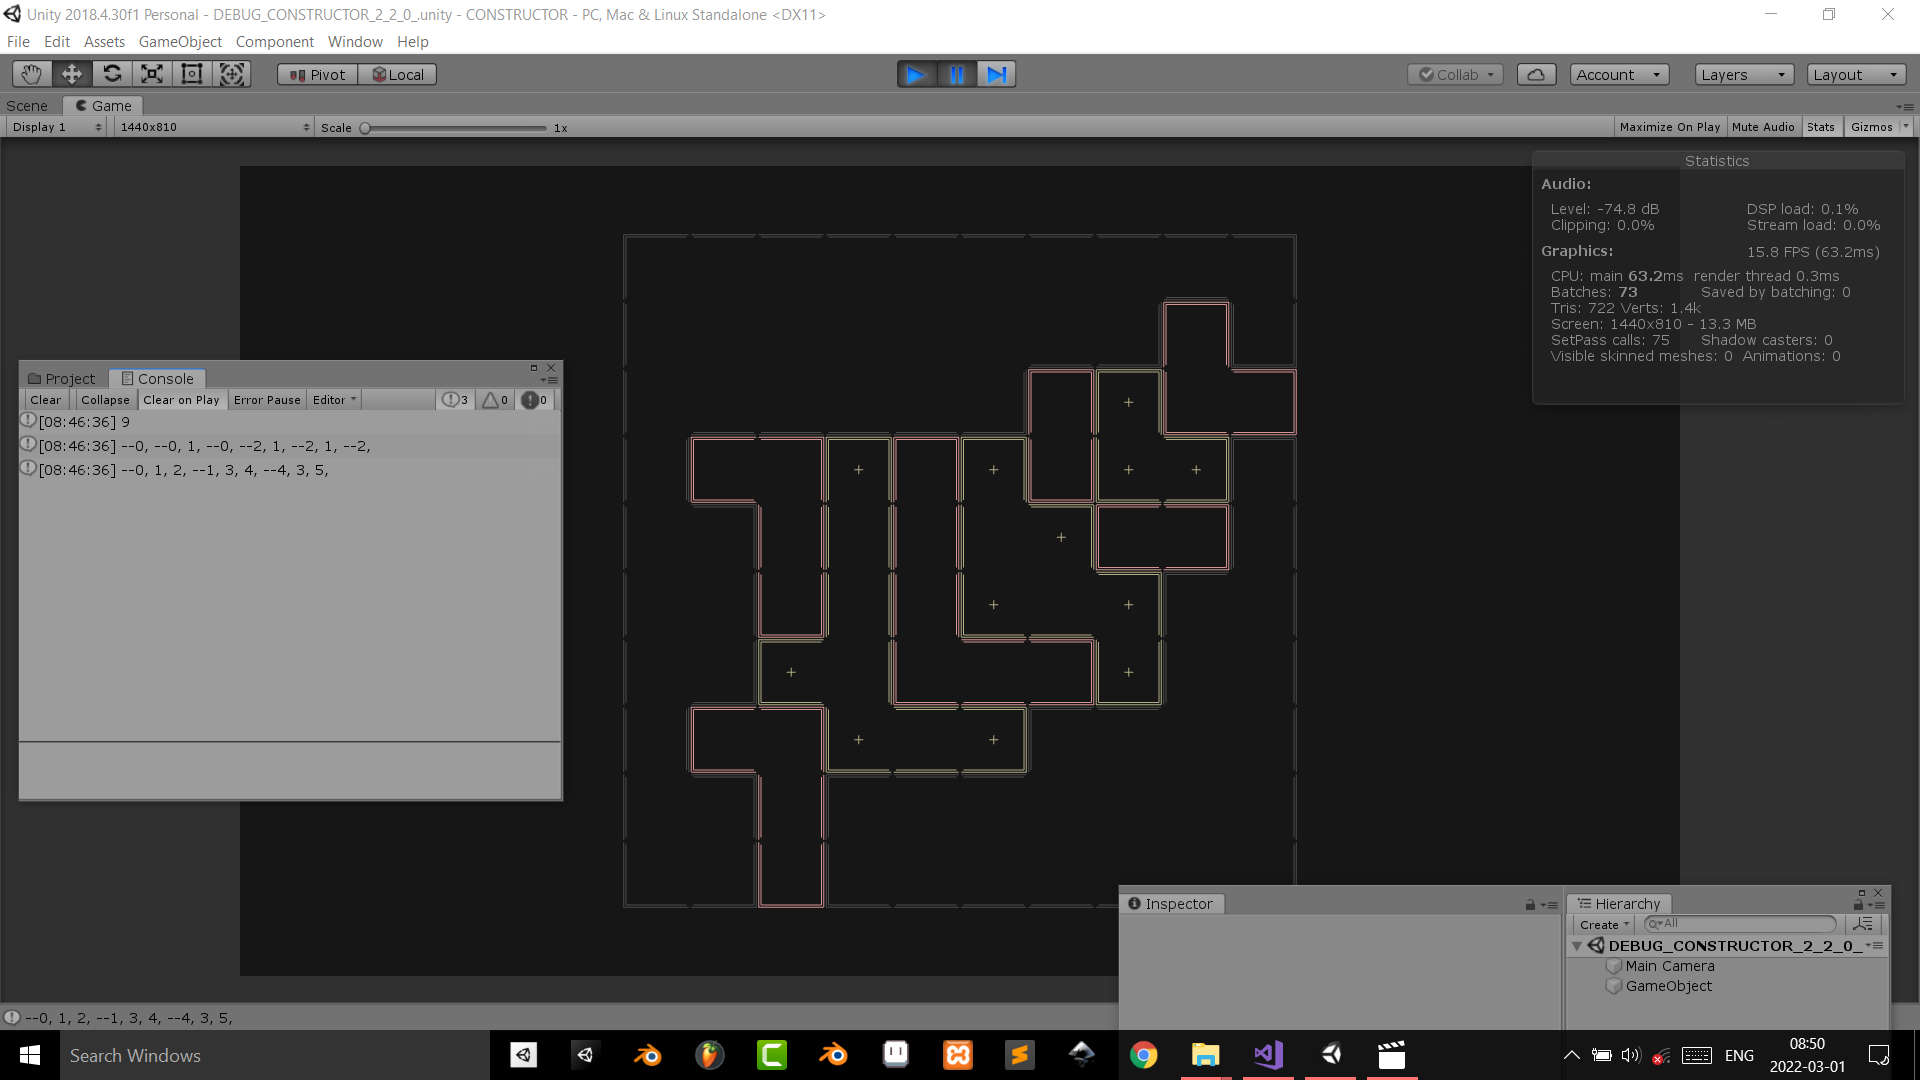 Unity 2018.4.30f1 Personal - DEBUG_CONSTRUCTOR_2_2_0_.unity - CONSTRUCTOR - PC, Mac & Linux Standalone <DX11>
File Edit Assets GameObject Component Window Help
Pivot Local Collab Account Layers Layout
Scene Game
Display 1 1440x810 Scale 1x Maximize On Play Mute Audio Stats Gizmos
Statistics
Audio:
Level: -74.8 dB DSP load: 0.1%
Clipping: 0.0% Stream load: 0.0%
Graphics: 15.8 FPS (63.2ms)
CPU: main 63.2ms render thread 0.3ms
Batches: 73 Saved by batching: 0
Tris: 722 Verts: 1.4k
Screen: 1440x810 - 13.3 MB
SetPass calls: 75 Shadow casters: 0
Visible skinned meshes: 0 Animations: 0
Project Console
Clear Collapse Clear on Play Error Pause Editor 3 0 0
[08:46:36] 9
[08:46:36] --0, --0, 1, --0, --2, 1, --2, 1, --2,
[08:46:36] --0, 1, 2, --1, 3, 4, --4, 3, 5,
Inspector
Hierarchy
Create All
DEBUG_CONSTRUCTOR_2_2_0_
Main Camera
GameObject
--0, 1, 2, --1, 3, 4, --4, 3, 5,
Search Windows
ENG
08:50
2022-03-01